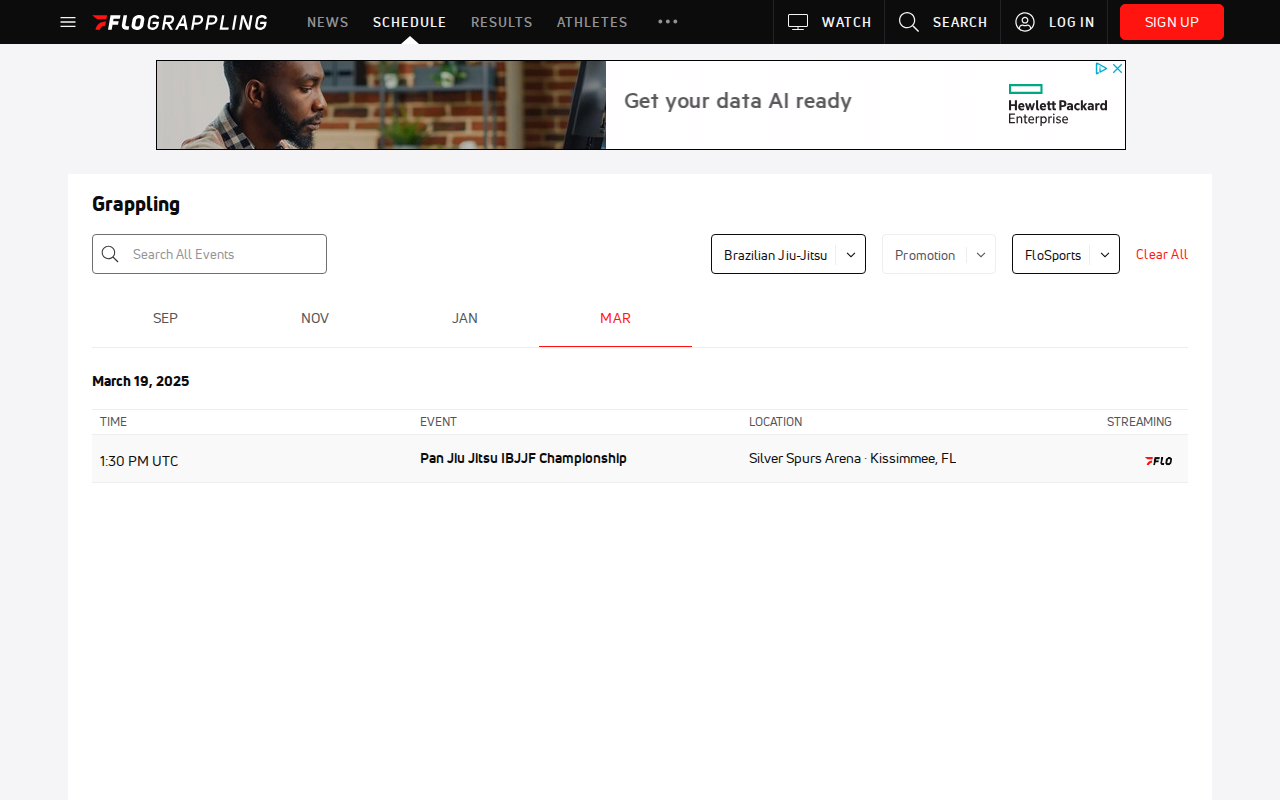 FLOGRAPPLING
NEWS SCHEDULE RESULTS ATHLETES WATCH SEARCH LOG IN SIGN UP
Get your data AI ready
Hewlett Packard
Enterprise
Grappling
Search All Events
Brazilian Jiu-Jitsu Promotion FloSports Clear All
SEP NOV JAN MAR
March 19, 2025
TIME EVENT LOCATION STREAMING
1:30 PM UTC Pan Jiu Jitsu IBJJF Championship Silver Spurs Arena · Kissimmee, FL FLO